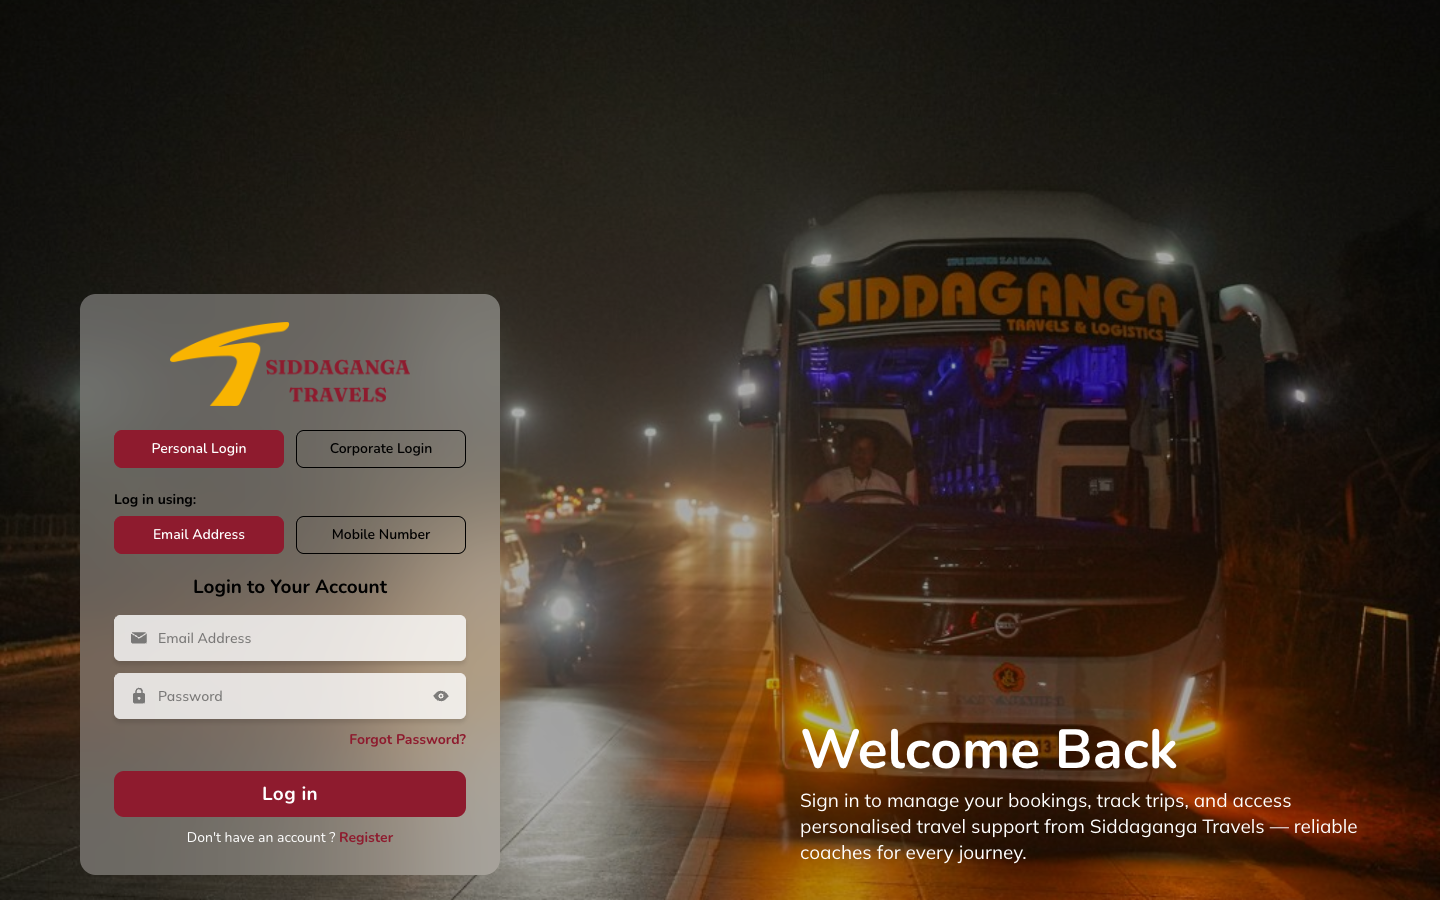 SIDDAGANGA
TRAVELS
Personal Login
Corporate Login
Log in using:
Email Address
Mobile Number
Login to Your Account
Email Address
Password
Forgot Password?
Log in
Don't have an account ? Register
SIDDAGANGA
TRAVELS & LOGISTICS
Welcome Back
Sign in to manage your bookings, track trips, and access
personalised travel support from Siddaganga Travels — reliable
coaches for every journey.